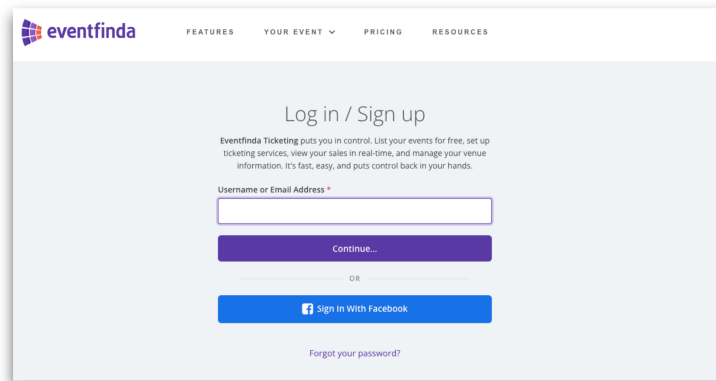 eventfinda
FEATURES
YOUR EVENT
PRICING
RESOURCES
Log in / Sign up
Eventfinda Ticketing puts you in control. List your events for free, set up
ticketing services, view your sales in real-time, and manage your venue
information. It's fast, easy, and puts control back in your hands.
Username or Email Address *
Continue...
OR
Sign In With Facebook
Forgot your password?